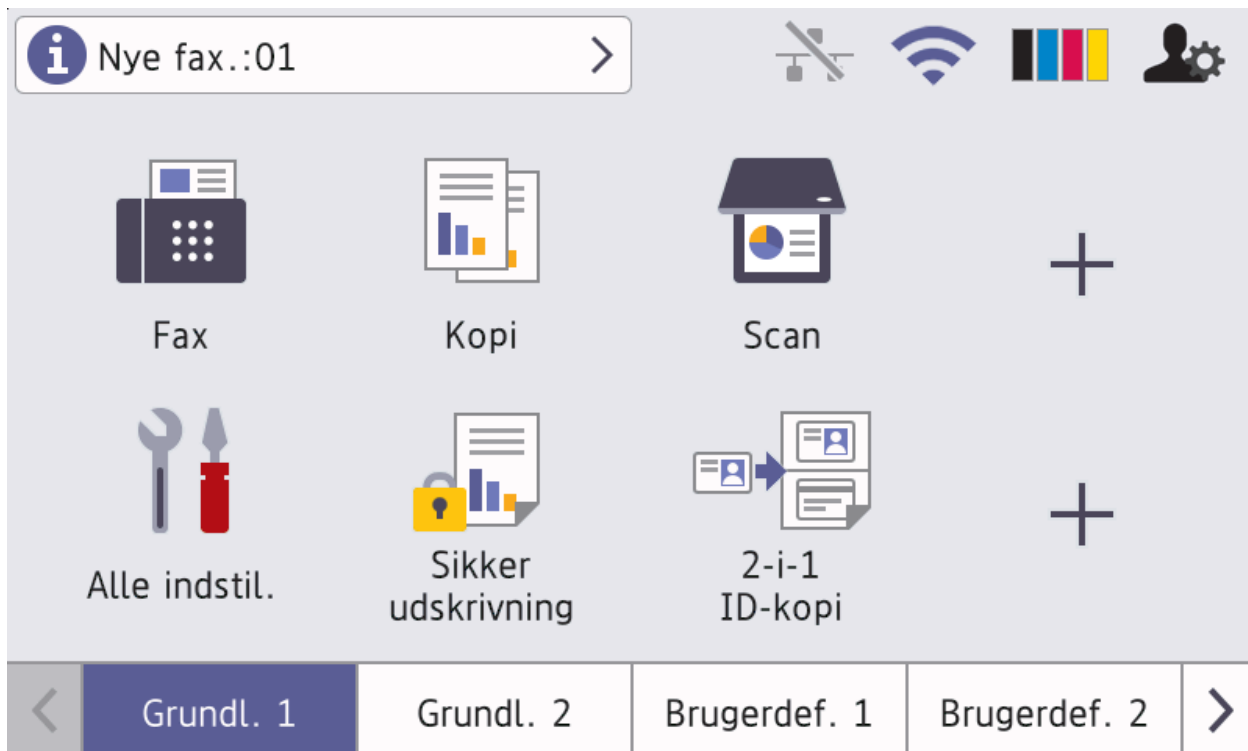 Nye fax.:01
Fax
Kopi
Scan
Alle indstil.
Sikker
udskrivning
2-i-1
ID-kopi
Grundl. 1
Grundl. 2
Brugerdef. 1
Brugerdef. 2